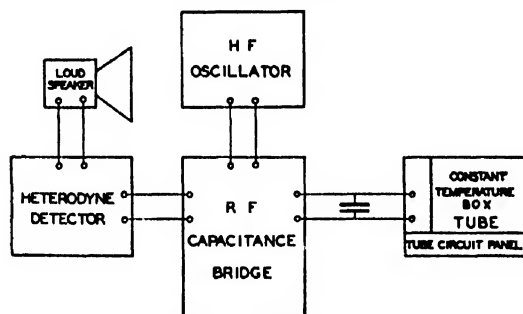 H F
OSCILLATOR
LOUD
SPEAKER
HETERODYNE
DETECTOR
R F
CAPACITANCE
BRIDGE
CONSTANT
TEMPERATURE
BOX
TUBE
TUBE CIRCUIT PANEL